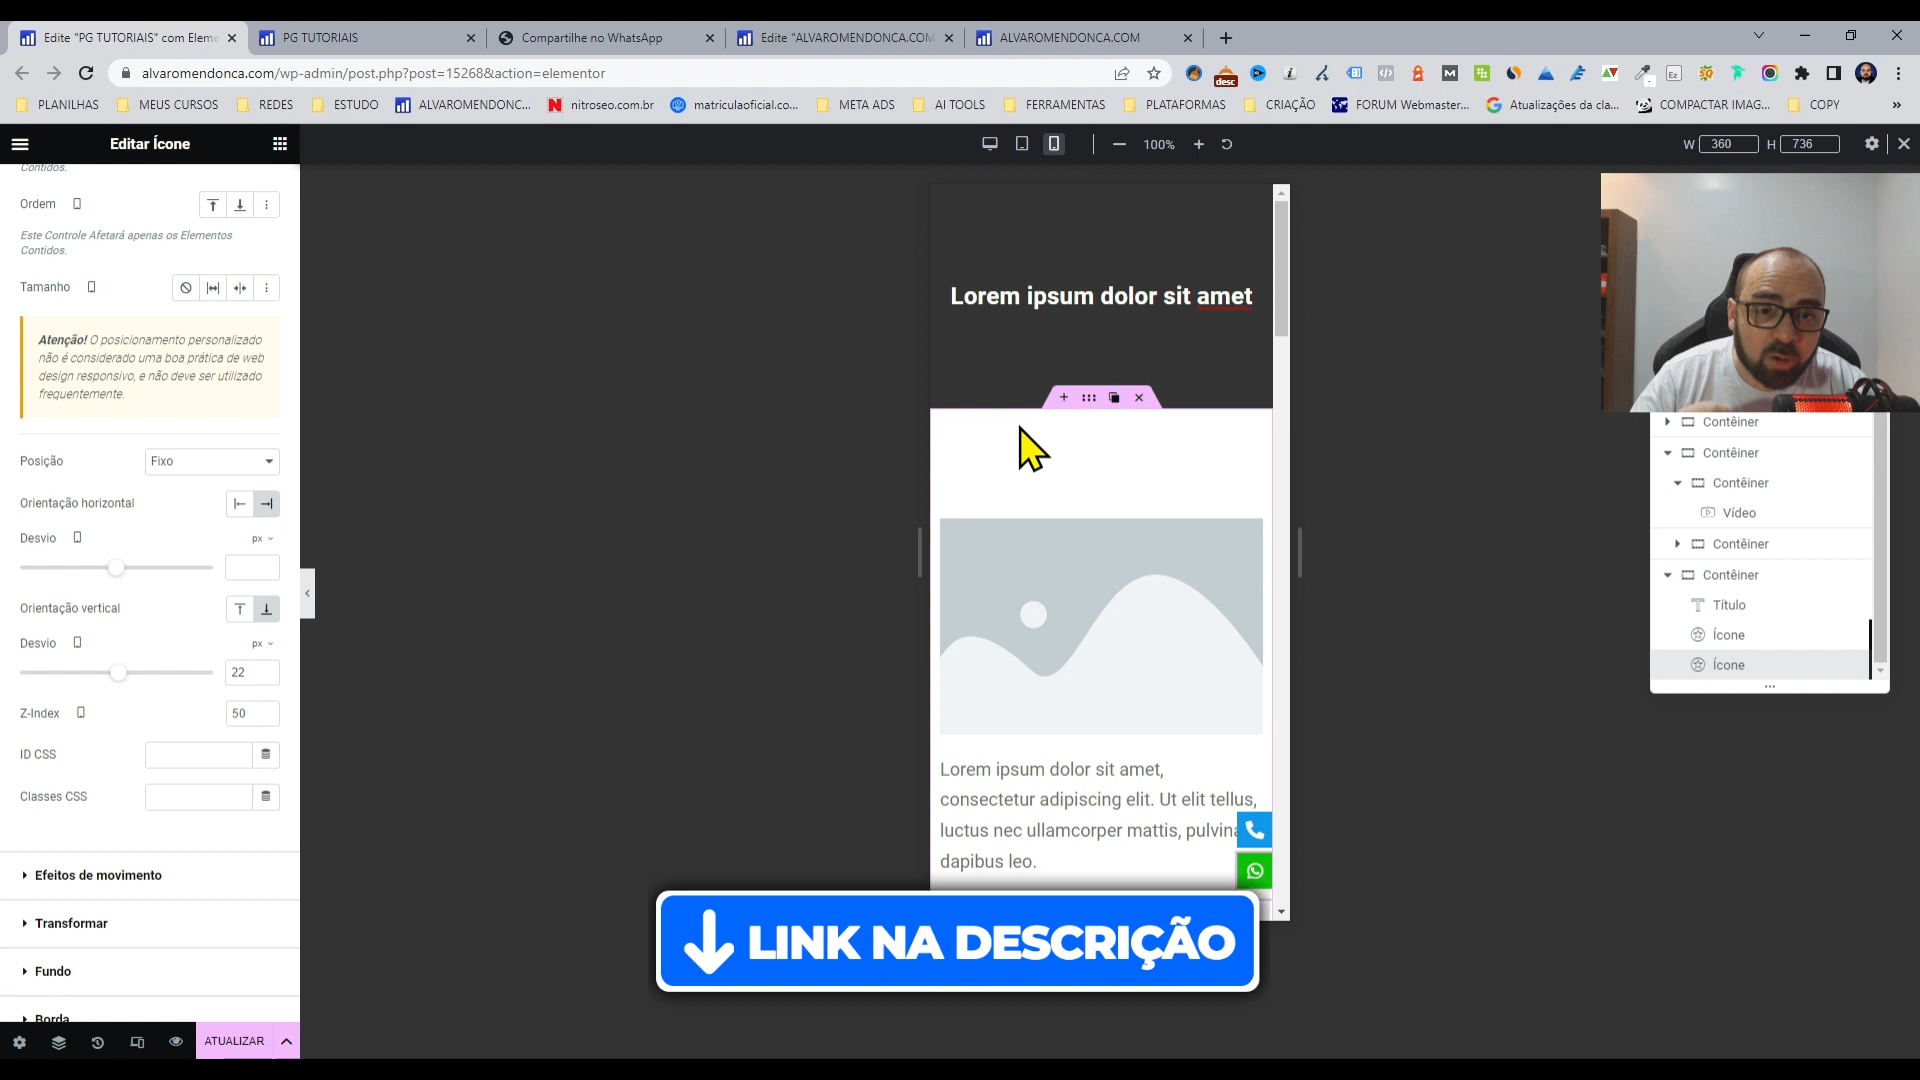 Edite "PG TUTORIAIS" com Eleme
PG TUTORIAIS
Compartilhe no WhatsApp
Edite "ALVAROMENDONCA.COM
ALVAROMENDONCA.COM
alvaromendonca.com/wp-admin/post.php?post=15268&action=elementor
desc
PLANILHAS
MEUS CURSOS
REDES
ESTUDO
ALVAROMENDONC...
nitroseo.com.br
matriculaoficial.co...
META ADS
AI TOOLS
FERRAMENTAS
PLATAFORMAS
CRIAÇÃO
FORUM Webmaster...
Atualizações da cla...
COMPACTAR IMAG...
COPY
Editar Ícone
100%
W 360
H 736
Contidos.
Ordem
Este Controle Afetará apenas os Elementos
Contidos.
Tamanho
Atenção! O posicionamento personalizado
não é considerado uma boa prática de web
design responsivo, e não deve ser utilizado
frequentemente.
Posição
Fixo
Orientação horizontal
Desvio
px
Orientação vertical
Desvio
px
22
Z-Index
50
ID CSS
Classes CSS
Efeitos de movimento
Transformar
Fundo
Borda
ATUALIZAR
Lorem ipsum dolor sit amet
Lorem ipsum dolor sit amet,
consectetur adipiscing elit. Ut elit tellus,
luctus nec ullamcorper mattis, pulvina
dapibus leo.
Contêiner
Contêiner
Contêiner
Vídeo
Contêiner
Contêiner
Título
Ícone
Ícone
LINK NA DESCRIÇÃO